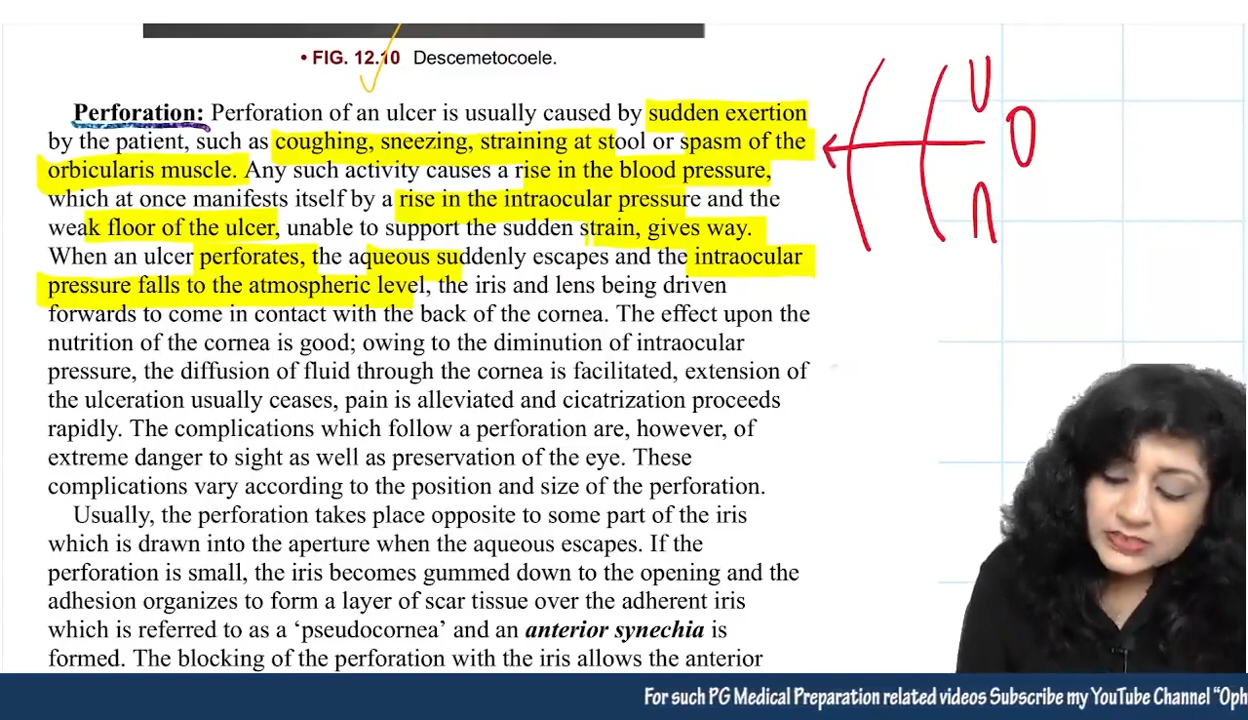 • FIG. 12.10 Descemetocoele.
Perforation: Perforation of an ulcer is usually caused by sudden exertion
by the patient, such as coughing, sneezing, straining at stool or spasm of the
orbicularis muscle. Any such activity causes a rise in the blood pressure,
which at once manifests itself by a rise in the intraocular pressure and the
weak floor of the ulcer, unable to support the sudden strain, gives way.
When an ulcer perforates, the aqueous suddenly escapes and the intraocular
pressure falls to the atmospheric level, the iris and lens being driven
forwards to come in contact with the back of the cornea. The effect upon the
nutrition of the cornea is good; owing to the diminution of intraocular
pressure, the diffusion of fluid through the cornea is facilitated, extension of
the ulceration usually ceases, pain is alleviated and cicatrization proceeds
rapidly. The complications which follow a perforation are, however, of
extreme danger to sight as well as preservation of the eye. These
complications vary according to the position and size of the perforation.
Usually, the perforation takes place opposite to some part of the iris
which is drawn into the aperture when the aqueous escapes. If the
perforation is small, the iris becomes gummed down to the opening and the
adhesion organizes to form a layer of scar tissue over the adherent iris
which is referred to as a ‘pseudocornea’ and an anterior synechia is
formed. The blocking of the perforation with the iris allows the anterior
For such PG Medical Preparation related videos Subscribe my YouTube Channel “Oph